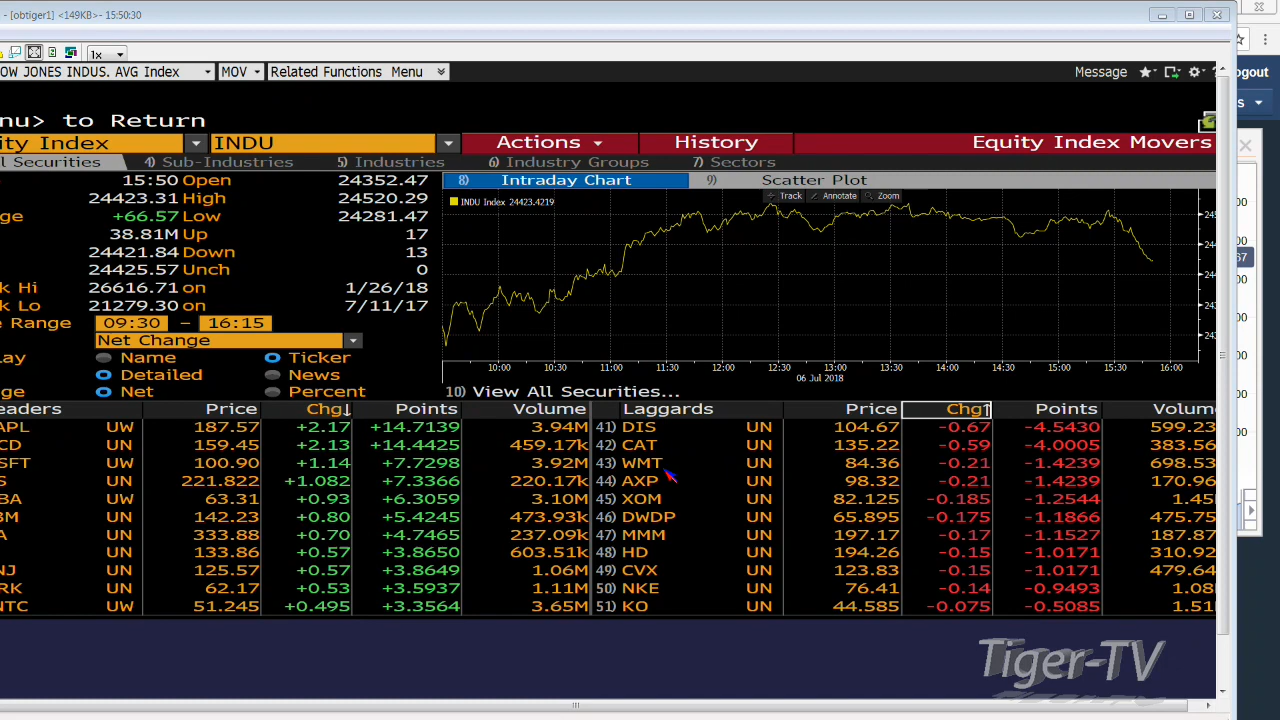 - [obtiger1] <149KB>- 15:50:30
1x
ogout
OW JONES INDUS. AVG Index MOV Related Functions Menu Message
nu> to Return
ty Index INDU Actions History Equity Index Movers
l Securities 4) Sub-Industries 5) Industries 6) Industry Groups 7) Sectors
15:50 Open 24352.47 8) Intraday Chart 9) Scatter Plot
24423.31 High 24520.29 Track Annotate Zoom
nge +66.57 Low 24281.47 INDU Index 24423.4219
38.81M Up 17
24421.84 Down 13
24425.57 Unch 0
k Hi 26616.71 on 1/26/18
k Lo 21279.30 on 7/11/17
e Range 09:30 - 16:15
Net Change
lay Name Ticker
Detailed News
nge Net Percent
10:00 10:30 11:00 11:30 12:00 12:30 13:00 13:30 14:00 14:30 15:00 15:30 16:00
06 Jul 2018
10) View All Securities...
eaders Price Chg↓ Points Volume Laggards Price Chg↑ Points Volum
APL UW 187.57 +2.17 +14.7139 3.94M 41) DIS UN 104.67 -0.67 -4.5430 599.23
CD UN 159.45 +2.13 +14.4425 459.17k 42) CAT UN 135.22 -0.59 -4.0005 383.56
SFT UW 100.90 +1.14 +7.7298 3.92M 43) WMT UN 84.36 -0.21 -1.4239 698.53
S UN 221.822 +1.082 +7.3366 220.17k 44) AXP UN 98.32 -0.21 -1.4239 170.96
BA UW 63.31 +0.93 +6.3059 3.10M 45) XOM UN 82.125 -0.185 -1.2544 1.45
BM UN 142.23 +0.80 +5.4245 473.93k 46) DWDP UN 65.895 -0.175 -1.1866 475.75
A UN 333.88 +0.70 +4.7465 237.09k 47) MMM UN 197.17 -0.17 -1.1527 187.87
UN 133.86 +0.57 +3.8650 603.51k 48) HD UN 194.26 -0.15 -1.0171 310.92
NJ UN 125.57 +0.57 +3.8649 1.06M 49) CVX UN 123.83 -0.15 -1.0171 479.64
RK UN 62.17 +0.53 +3.5937 1.11M 50) NKE UN 76.41 -0.14 -0.9493 1.08
NTC UW 51.245 +0.495 +3.3564 3.65M 51) KO UN 44.585 -0.075 -0.5085 1.51
Tiger-TV